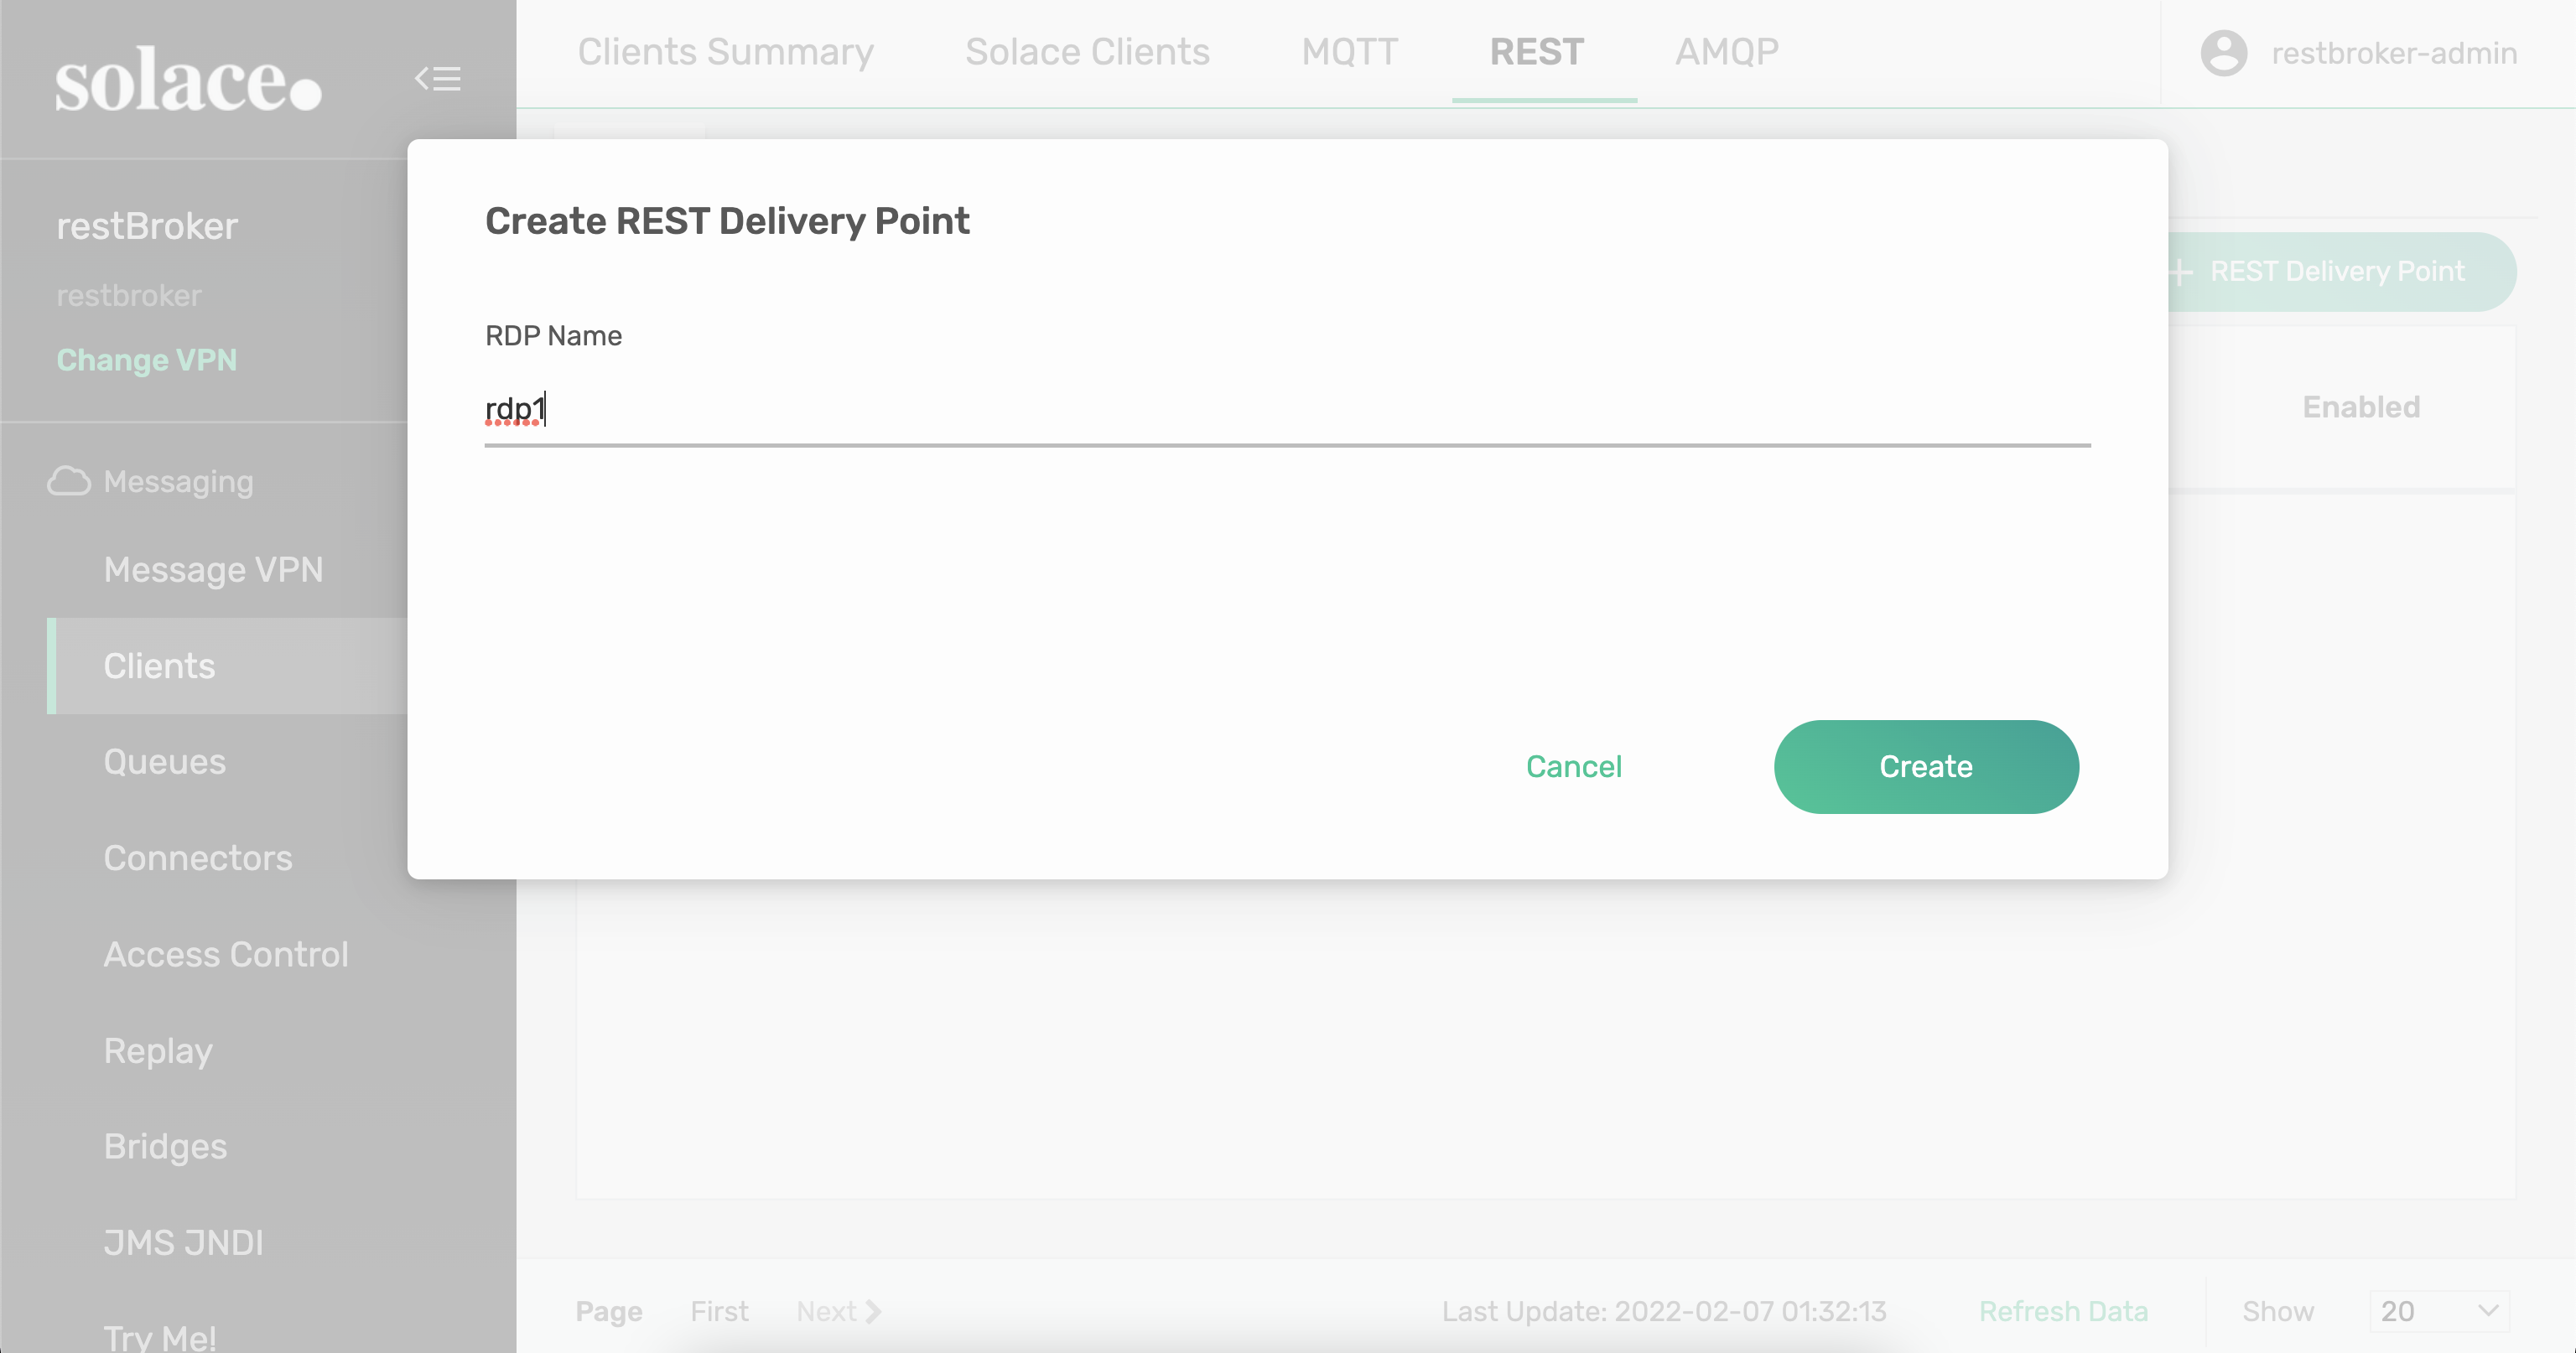 solace.
restBroker
restbroker
Change VPN
Messaging
Message VPN
Clients
Queues
Connectors
Access Control
Replay
Bridges
JMS JNDI
Try Me!
Clients Summary
Solace Clients
MQTT
REST
AMQP
restbroker-admin
+ REST Delivery Point
Enabled
Create REST Delivery Point
RDP Name
rdp1
Cancel
Create
Page
First
Next
Last Update: 2022-02-07 01:32:13
Refresh Data
Show
20